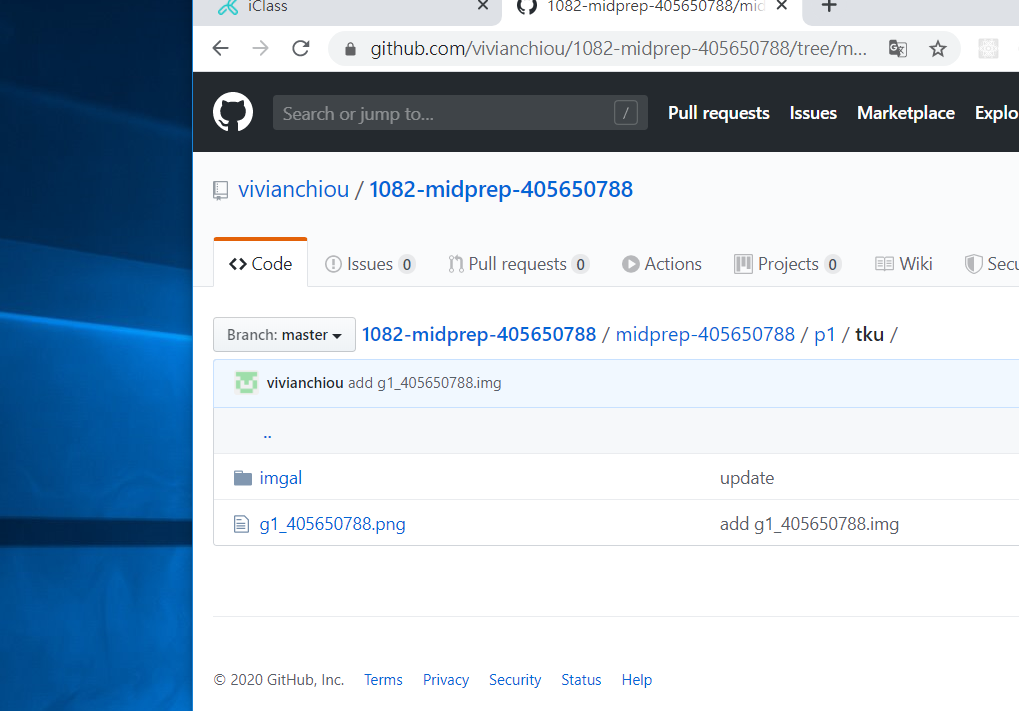 iClass
1082-midprep-405650788/mid
github.com/vivianchiou/1082-midprep-405650788/tree/m...
Search or jump to... /
Pull requests Issues Marketplace Explo
vivianchiou / 1082-midprep-405650788
Code Issues 0 Pull requests 0 Actions Projects 0 Wiki Secu
Branch: master 1082-midprep-405650788 / midprep-405650788 / p1 / tku /
vivianchiou add g1_405650788.img
..
imgal update
g1_405650788.png add g1_405650788.img
© 2020 GitHub, Inc. Terms Privacy Security Status Help